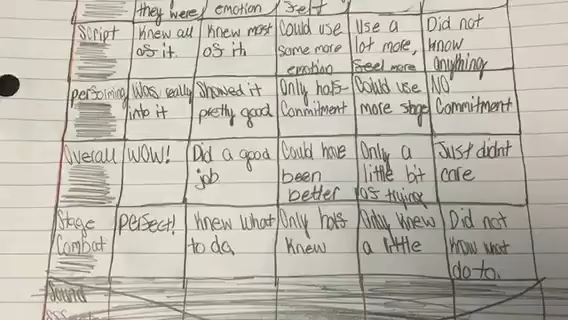 they were emotion felt
Script Knew all Knew most Could use Use a Did not
of it. of it some more lot more, know
emotion feel more anything
performing Was really Showed it Only half- Could use NO
into it pretty good Commitment more stage Commitment
Overall WOW! Did a good Could have Only a Just didnt
job been little bit care
better of trying
Stage perfect! Knew what Only half Only knew Did not
Combat to do knew a little know what
do to.
Sound